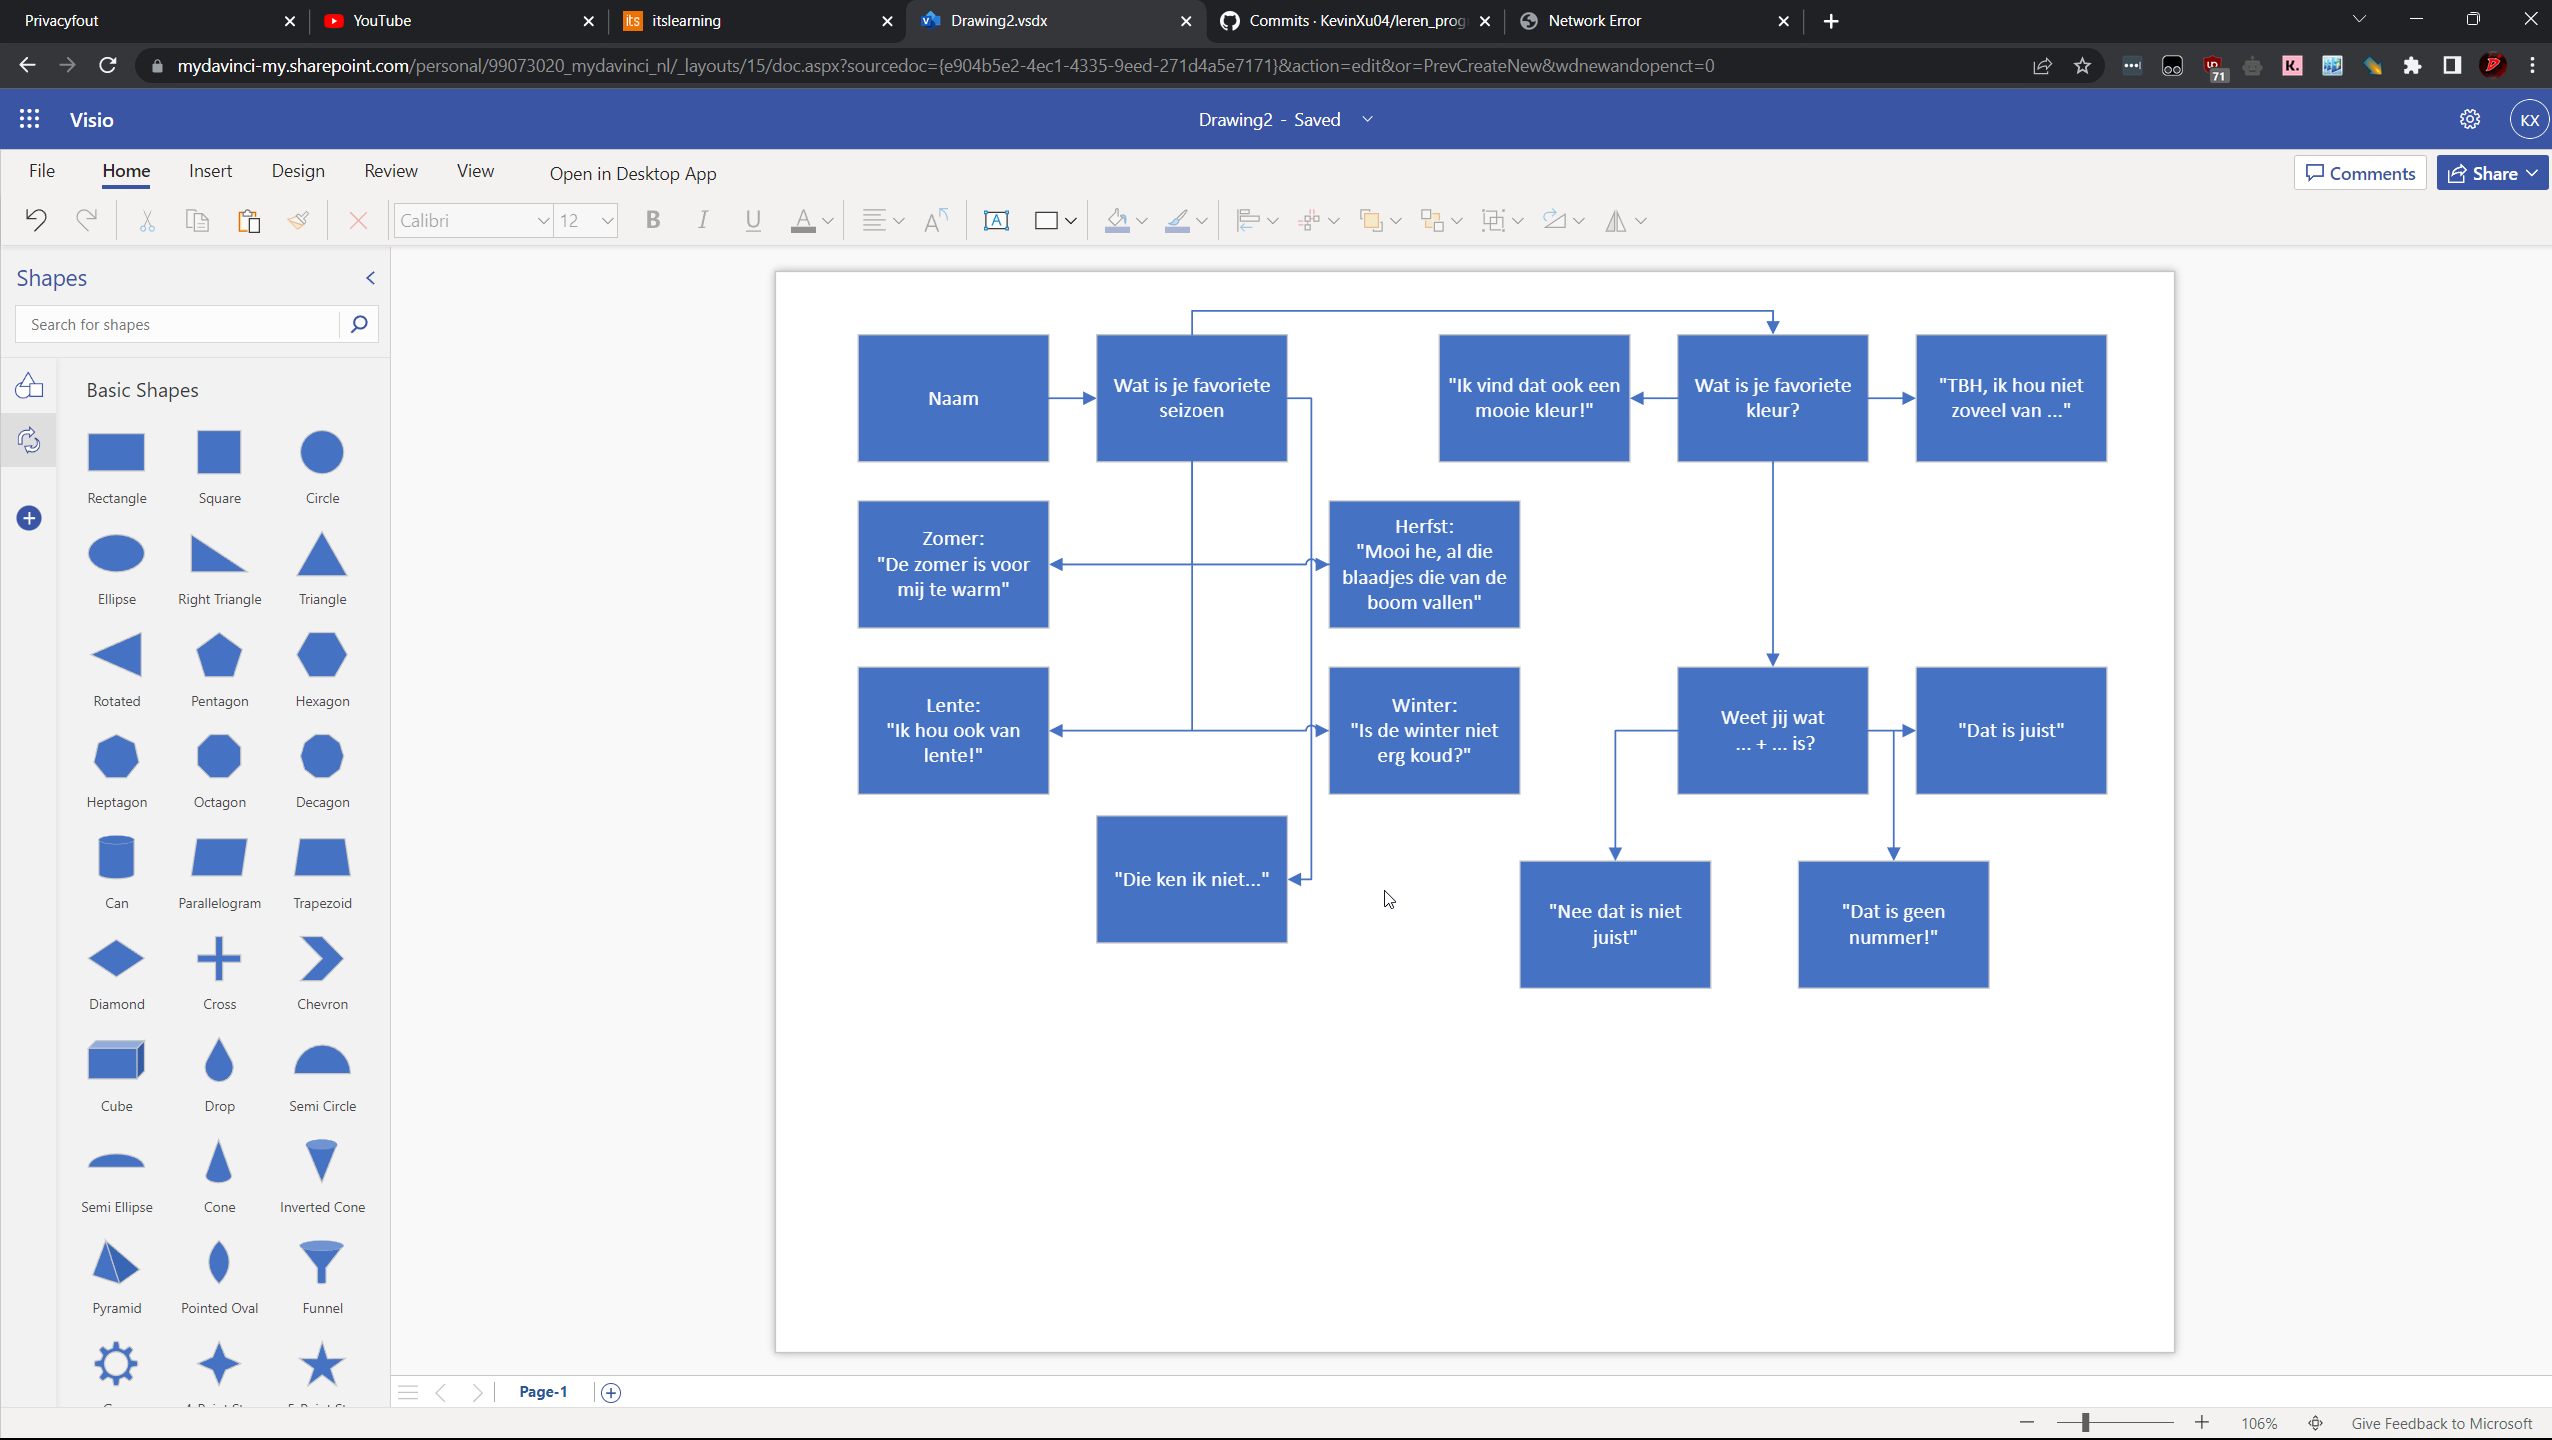 Privacyfout
YouTube
its
itslearning
Drawing2.vsdx
Commits · KevinXu04/leren_prog
Network Error
mydavinci-my.sharepoint.com/personal/99073020_mydavinci_nl/_layouts/15/doc.aspx?sourcedoc={e904b5e2-4ec1-4335-9eed-271d4a5e7171}&action=edit&or=PrevCreateNew&wdnewandopenct=0
71
K.
Visio
Drawing2 - Saved
KX
File
Home
Insert
Design
Review
View
Open in Desktop App
Comments
Share
Calibri
12
B
I
U
A
A
A
Shapes
Search for shapes
Basic Shapes
Rectangle
Square
Circle
Ellipse
Right Triangle
Triangle
Rotated
Pentagon
Hexagon
Heptagon
Octagon
Decagon
Can
Parallelogram
Trapezoid
Diamond
Cross
Chevron
Cube
Drop
Semi Circle
Semi Ellipse
Cone
Inverted Cone
Pyramid
Pointed Oval
Funnel
Naam
Wat is je favoriete
seizoen
"Ik vind dat ook een
mooie kleur!"
Wat is je favoriete
kleur?
"TBH, ik hou niet
zoveel van ..."
Zomer:
"De zomer is voor
mij te warm"
Herfst:
"Mooi he, al die
blaadjes die van de
boom vallen"
Lente:
"Ik hou ook van
lente!"
Winter:
"Is de winter niet
erg koud?"
Weet jij wat
... + ... is?
"Dat is juist"
"Die ken ik niet..."
"Nee dat is niet
juist"
"Dat is geen
nummer!"
Page-1
106%
Give Feedback to Microsoft